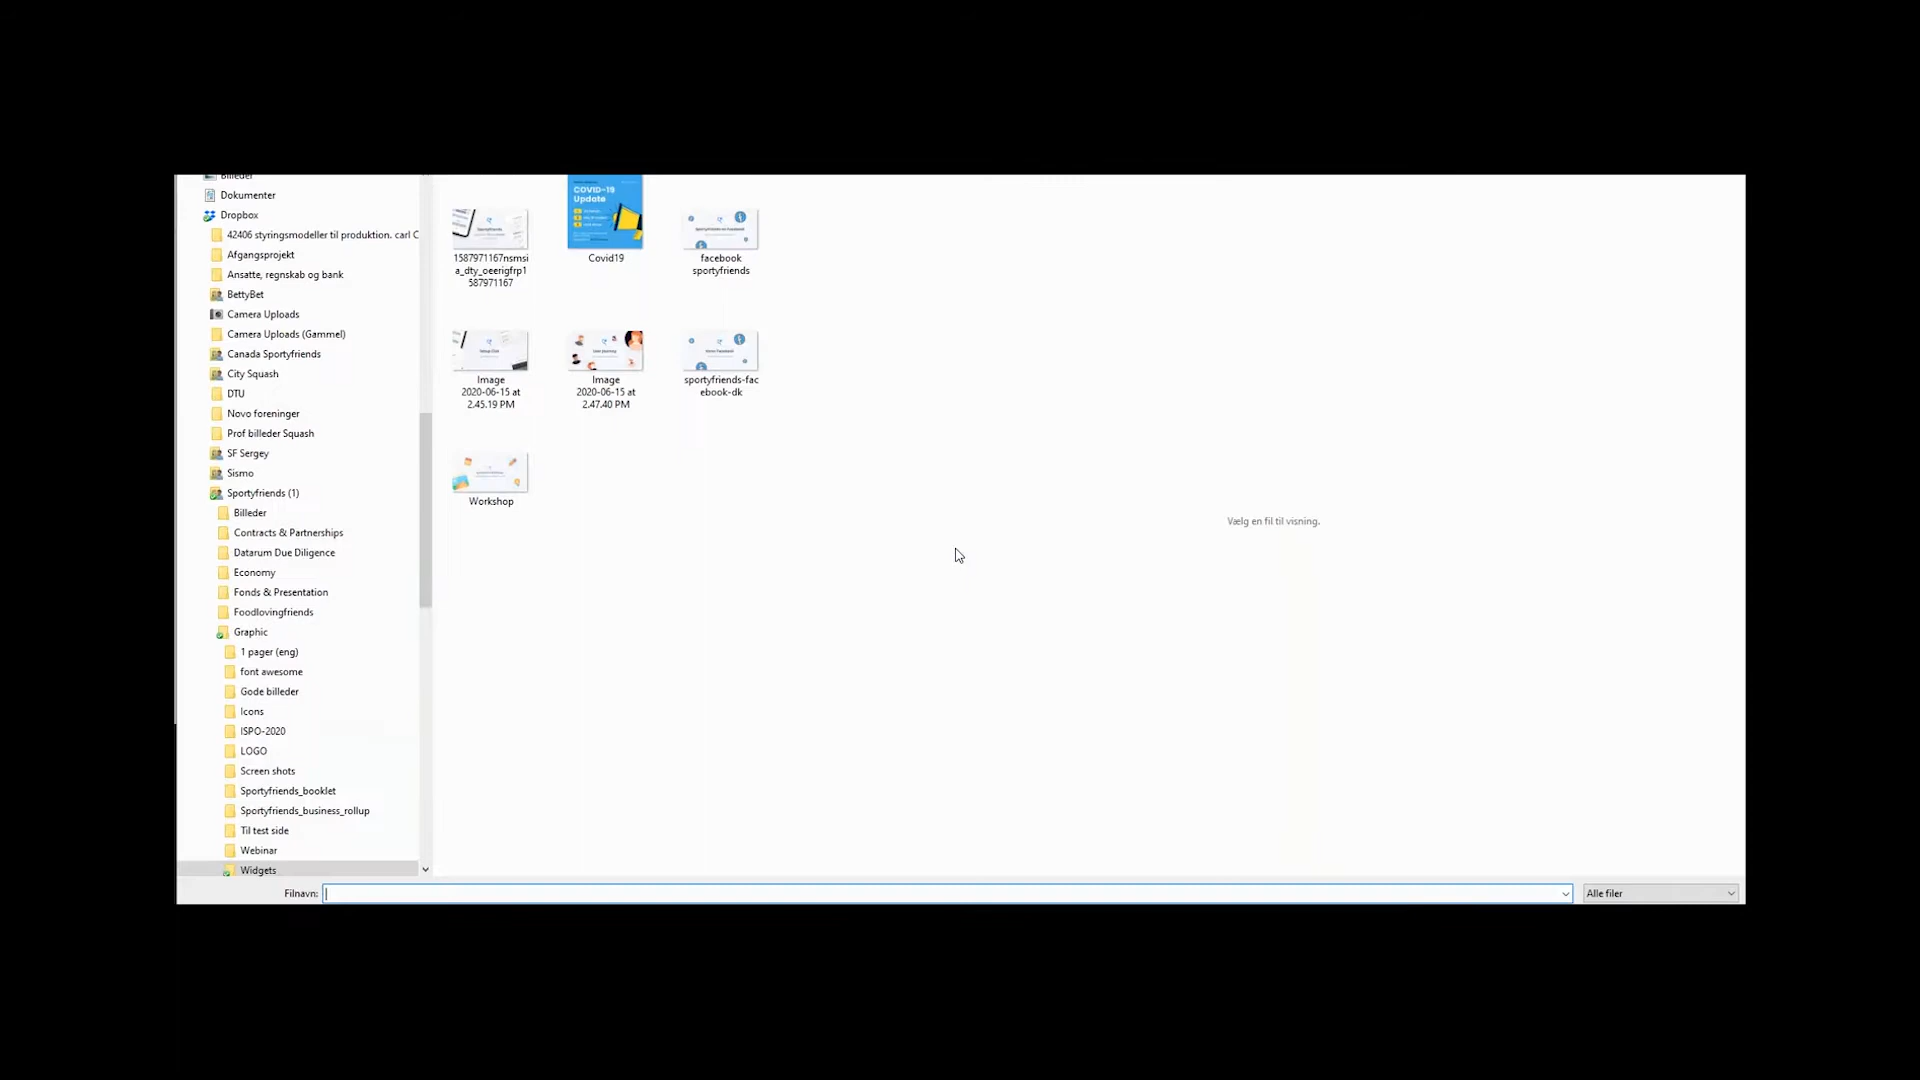 Billeder
Dokumenter
Dropbox
42406 styringsmodeller til produktion. carl C
Afgangsprojekt
Ansatte, regnskab og bank
BettyBet
Camera Uploads
Camera Uploads (Gammel)
Canada Sportyfriends
City Squash
DTU
Novo foreninger
Prof billeder Squash
SF Sergey
Sismo
Sportyfriends (1)
Billeder
Contracts & Partnerships
Datarum Due Diligence
Economy
Fonds & Presentation
Foodlovingfriends
Graphic
1 pager (eng)
font awesome
Gode billeder
Icons
ISPO-2020
LOGO
Screen shots
Sportyfriends_booklet
Sportyfriends_business_rollup
Til test side
Webinar
Widgets
COVID-19
Update
1587971167nsmsi
a_dty_oeerigfrp1
587971167
Covid19
facebook
sportyfriends
Image
2020-06-15 at
2.45.19 PM
Image
2020-06-15 at
2.47.40 PM
sportyfriends-fac
ebook-dk
Workshop
Vælg en fil til visning.
Filnavn:
Alle filer